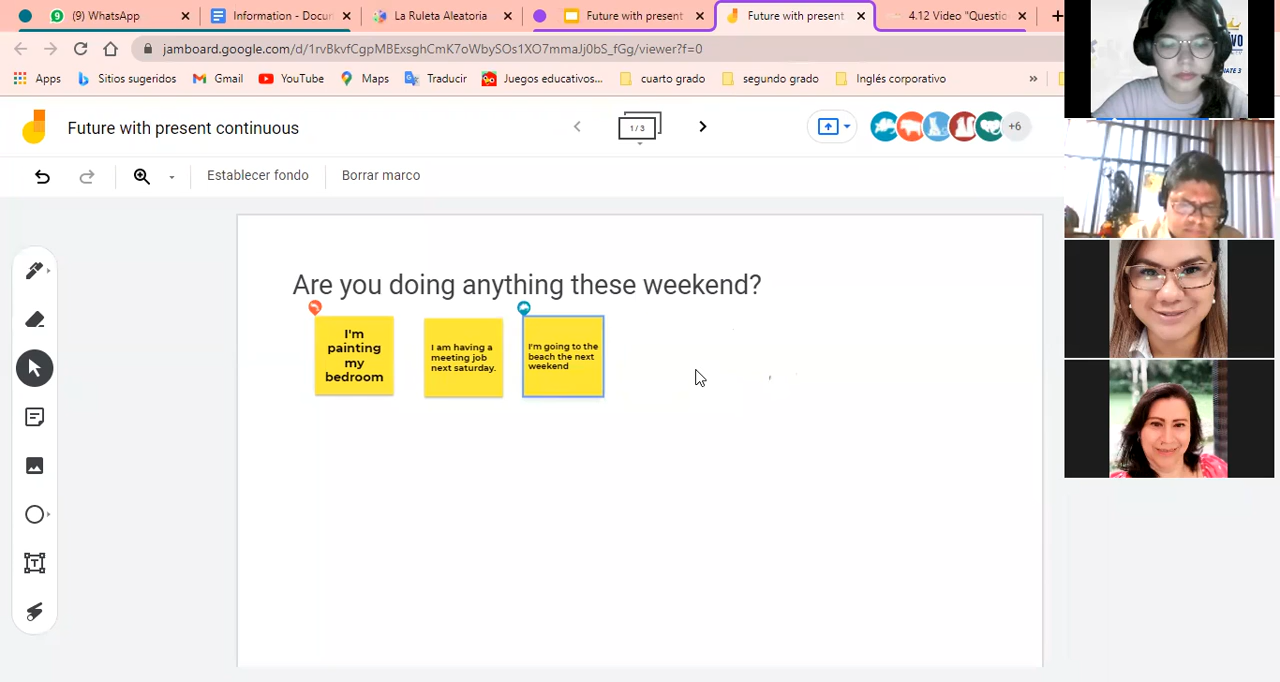 (9) WhatsApp
Information - Docum
La Ruleta Aleatoria
Future with present
Future with present
4.12 Video "Questio
jamboard.google.com/d/1rvBkvfCgpMBExsghCmK7oWbySOs1XO7mmaJj0bS_fGg/viewer?f=0
Apps
Sitios sugeridos
Gmail
YouTube
Maps
Traducir
Juegos educativos...
cuarto grado
segundo grado
Inglés corporativo
Future with present continuous
1 / 3
+6
Establecer fondo
Borrar marco
Are you doing anything these weekend?
I'm
painting
my
bedroom
I am having a
meeting job
next saturday.
I'm going to the
beach the next
weekend